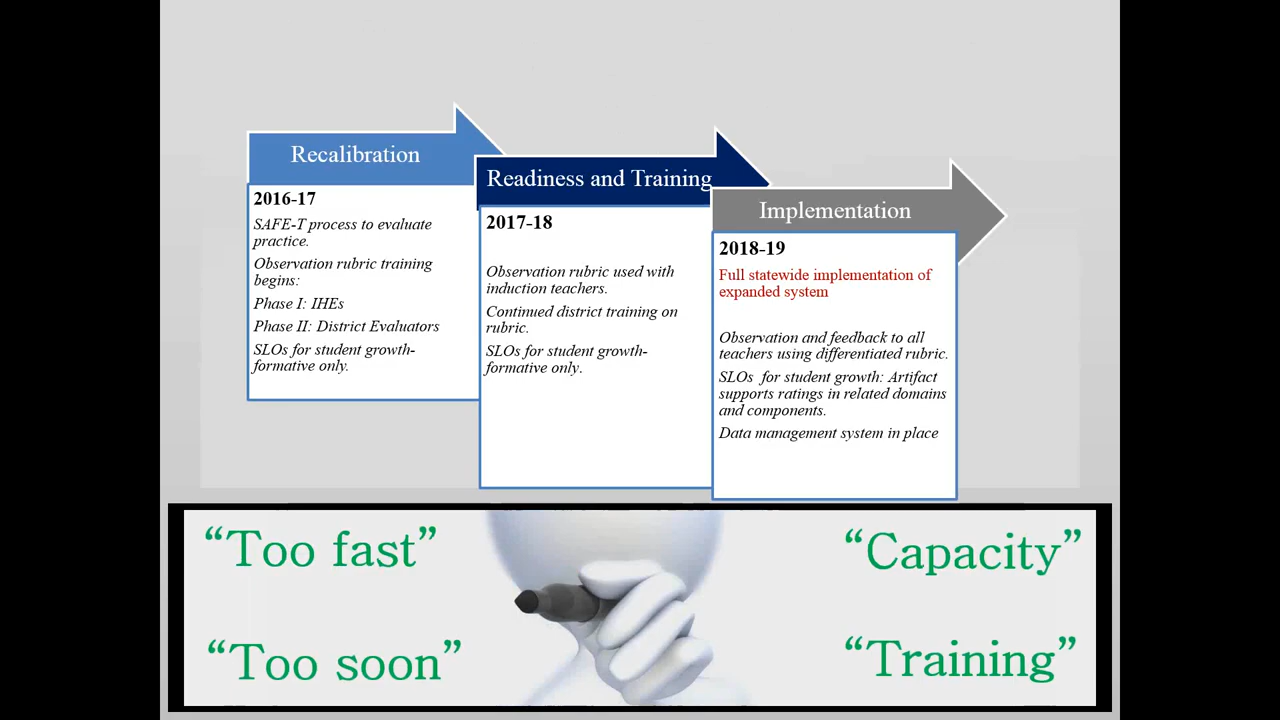 Recalibration
2016-17
SAFE-T process to evaluate
practice.
Observation rubric training
begins:
Phase I: IHEs
Phase II: District Evaluators
SLOs for student growth-
formative only.
Readiness and Training
2017-18
Observation rubric used with
induction teachers.
Continued district training on
rubric.
SLOs for student growth-
formative only.
Implementation
2018-19
Full statewide implementation of
expanded system
Observation and feedback to all
teachers using differentiated rubric.
SLOs for student growth: Artifact
supports ratings in related domains
and components.
Data management system in place
“Too fast”
“Capacity”
“Too soon”
“Training”